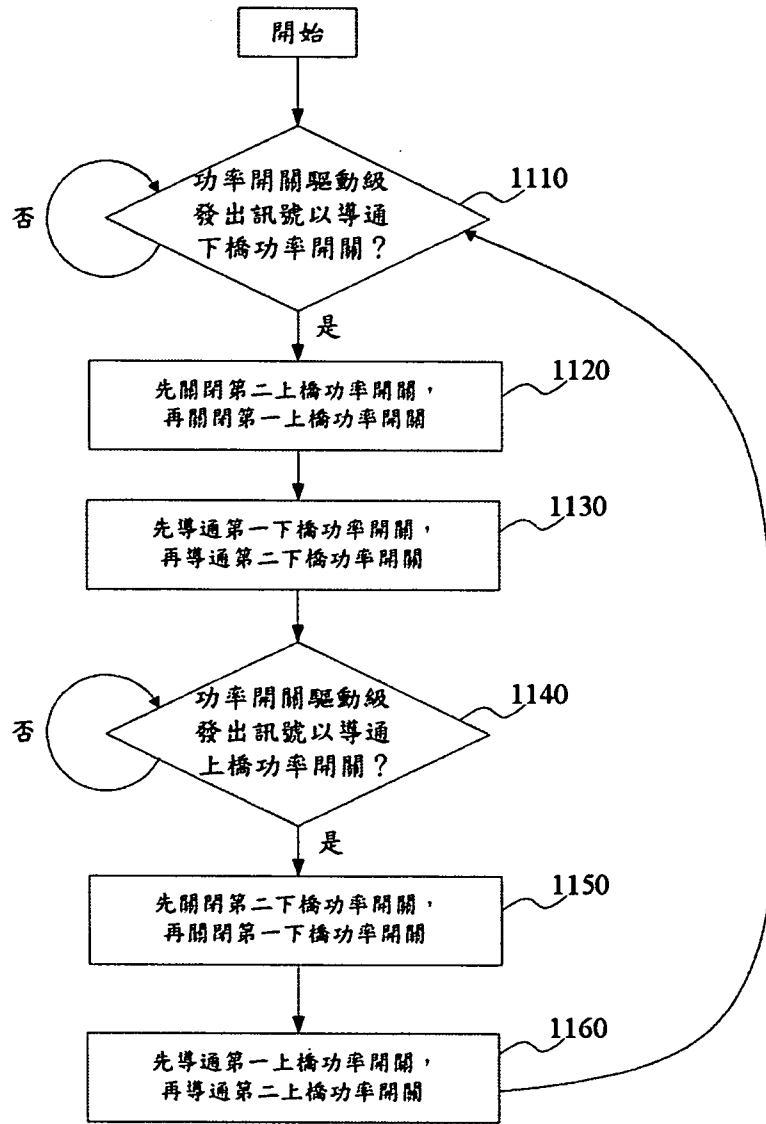 開始
功率開關驅動級
發出訊號以導通
下橋功率開關？
1110
否
是
先關閉第二上橋功率開關，
再關閉第一上橋功率開關
1120
先導通第一下橋功率開關，
再導通第二下橋功率開關
1130
功率開關驅動級
發出訊號以導通
上橋功率開關？
1140
否
是
先關閉第二下橋功率開關，
再關閉第一下橋功率開關
1150
先導通第一上橋功率開關，
再導通第二上橋功率開關
1160